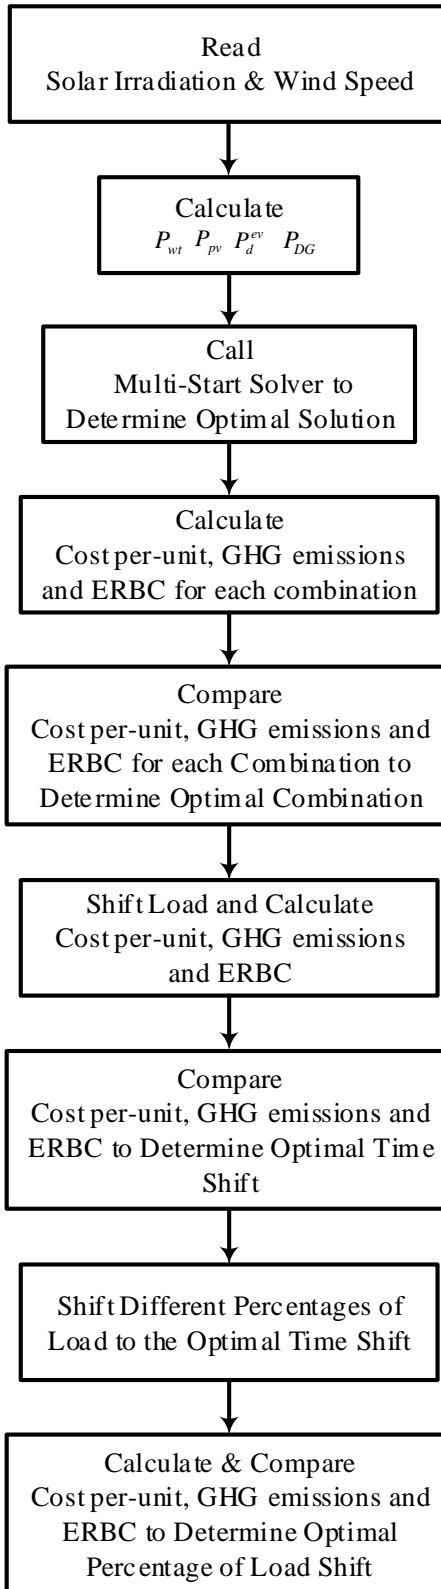 Read
Solar Irradiation & Wind Speed
Calculate
P_wt P_pv P_d^ev P_DG
Call
Multi-Start Solver to
Determine Optimal Solution
Calculate
Cost per-unit, GHG emissions
and ERBC for each combination
Compare
Cost per-unit, GHG emissions and
ERBC for each Combination to
Determine Optimal Combination
Shift Load and Calculate
Cost per-unit, GHG emissions
and ERBC
Compare
Cost per-unit, GHG emissions and
ERBC to Determine Optimal Time
Shift
Shift Different Percentages of
Load to the Optimal Time Shift
Calculate & Compare
Cost per-unit, GHG emissions and
ERBC to Determine Optimal
Percentage of Load Shift